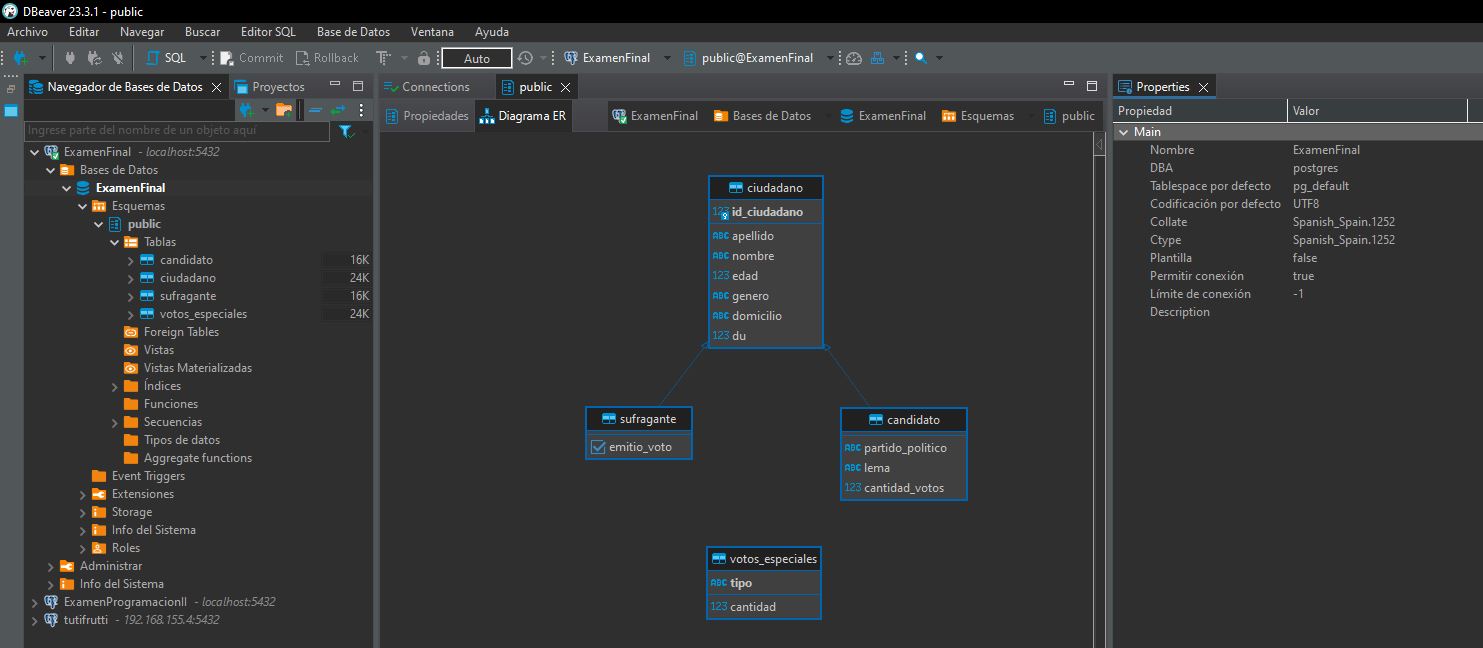 DBeaver 23.3.1 - public
Archivo Editar Navegar Buscar Editor SQL Base de Datos Ventana Ayuda
SQL Commit Rollback Auto ExamenFinal public@ExamenFinal
Navegador de Bases de Datos Proyectos
Ingrese parte del nombre de un objeto aquí
ExamenFinal - localhost:5432
Bases de Datos
ExamenFinal
Esquemas
public
Tablas
candidato 16K
ciudadano 24K
sufragante 16K
votos_especiales 24K
Foreign Tables
Vistas
Vistas Materializadas
Índices
Funciones
Secuencias
Tipos de datos
Aggregate functions
Event Triggers
Extensiones
Storage
Info del Sistema
Roles
Administrar
Info del Sistema
ExamenProgramacionII - localhost:5432
tutifrutti - 192.168.155.4:5432
Connections public
Propiedades Diagrama ER ExamenFinal Bases de Datos ExamenFinal Esquemas public
ciudadano
123 id_ciudadano
ABC apellido
ABC nombre
123 edad
ABC genero
ABC domicilio
123 du
sufragante
emitio_voto
candidato
ABC partido_politico
ABC lema
123 cantidad_votos
votos_especiales
ABC tipo
123 cantidad
Properties
Propiedad Valor
Main
Nombre ExamenFinal
DBA postgres
Tablespace por defecto pg_default
Codificación por defecto UTF8
Collate Spanish_Spain.1252
Ctype Spanish_Spain.1252
Plantilla false
Permitir conexión true
Límite de conexión -1
Description